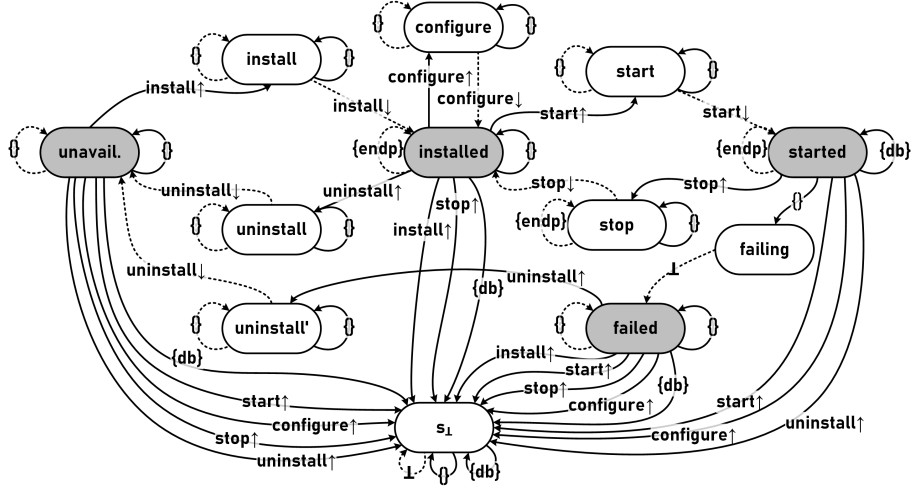 {} configure {}
{} install {}
{} start {}
install↑
configure↑
install↓
configure↓
start↑
start↓
{} unavail. {}
{endp} installed {}
{endp} started {db}
uninstall↓
uninstall↑
stop↓
stop↑
stop↑
{}
{} uninstall {}
install↑
{endp} stop {}
failing
uninstall↓
uninstall↑
⊥
{db}
{} uninstall' {}
{} failed {}
{db}
install↑
start↑
stop↑
{db}
start↑
configure↑
start↑
configure↑
stop↑
uninstall↑
s⊥
configure↑
uninstall↑
⊥
{}
{db}